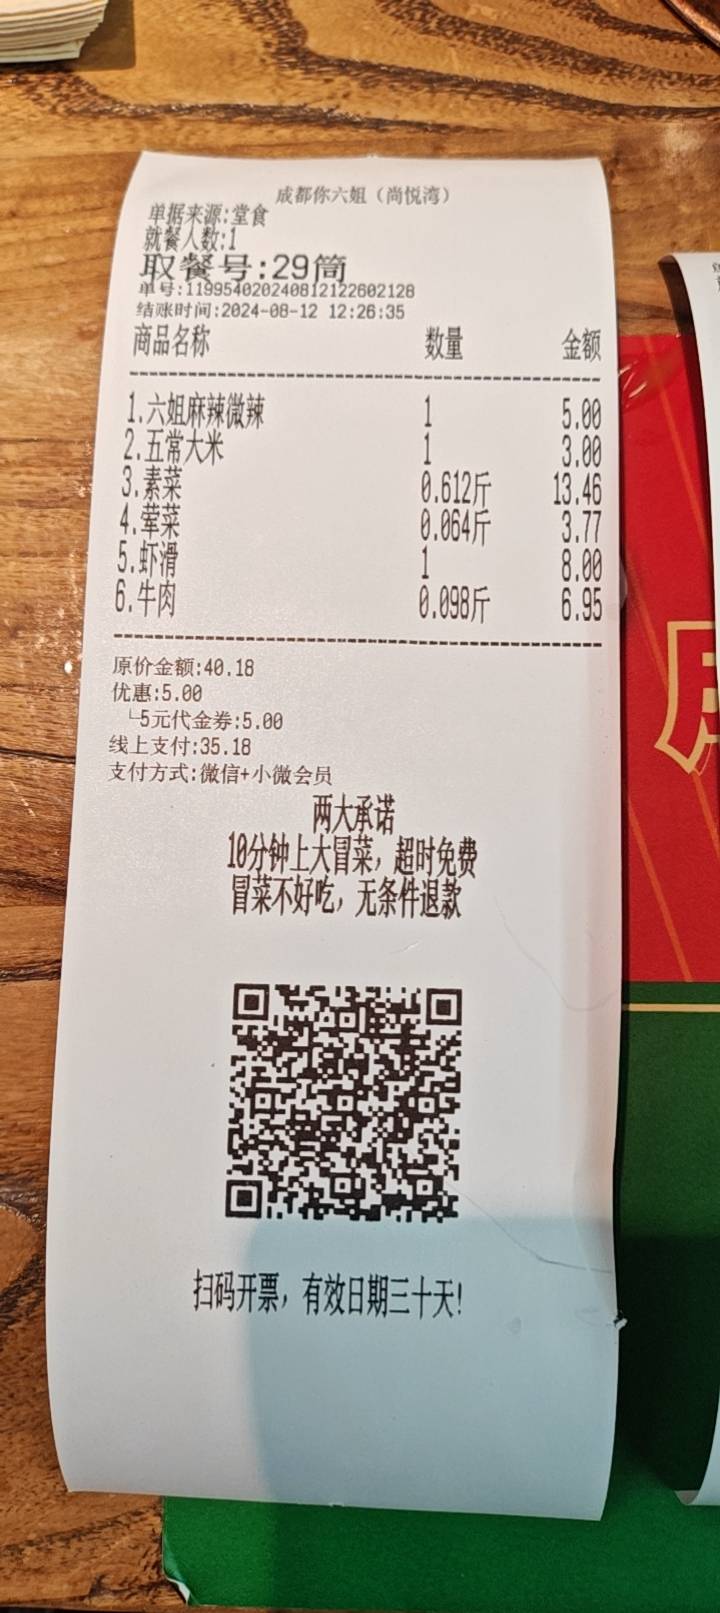 成都你六姐（尚悦湾）
单据来源:堂食
就餐人数:1
取餐号:29筒
单号:119954020240812122602128
结账时间:2024-08-12 12:26:35
商品名称 数量 金额
1.六姐麻辣微辣 1 5.00
2.五常大米 1 3.00
3.素菜 0.612斤 13.46
4.荤菜 0.064斤 3.77
5.虾滑 1 8.00
6.牛肉 0.098斤 6.95
原价金额:40.18
优惠:5.00
└5元代金券:5.00
线上支付:35.18
支付方式:微信+小微会员
两大承诺
10分钟上大冒菜，超时免费
冒菜不好吃，无条件退款
扫码开票，有效日期三十天!